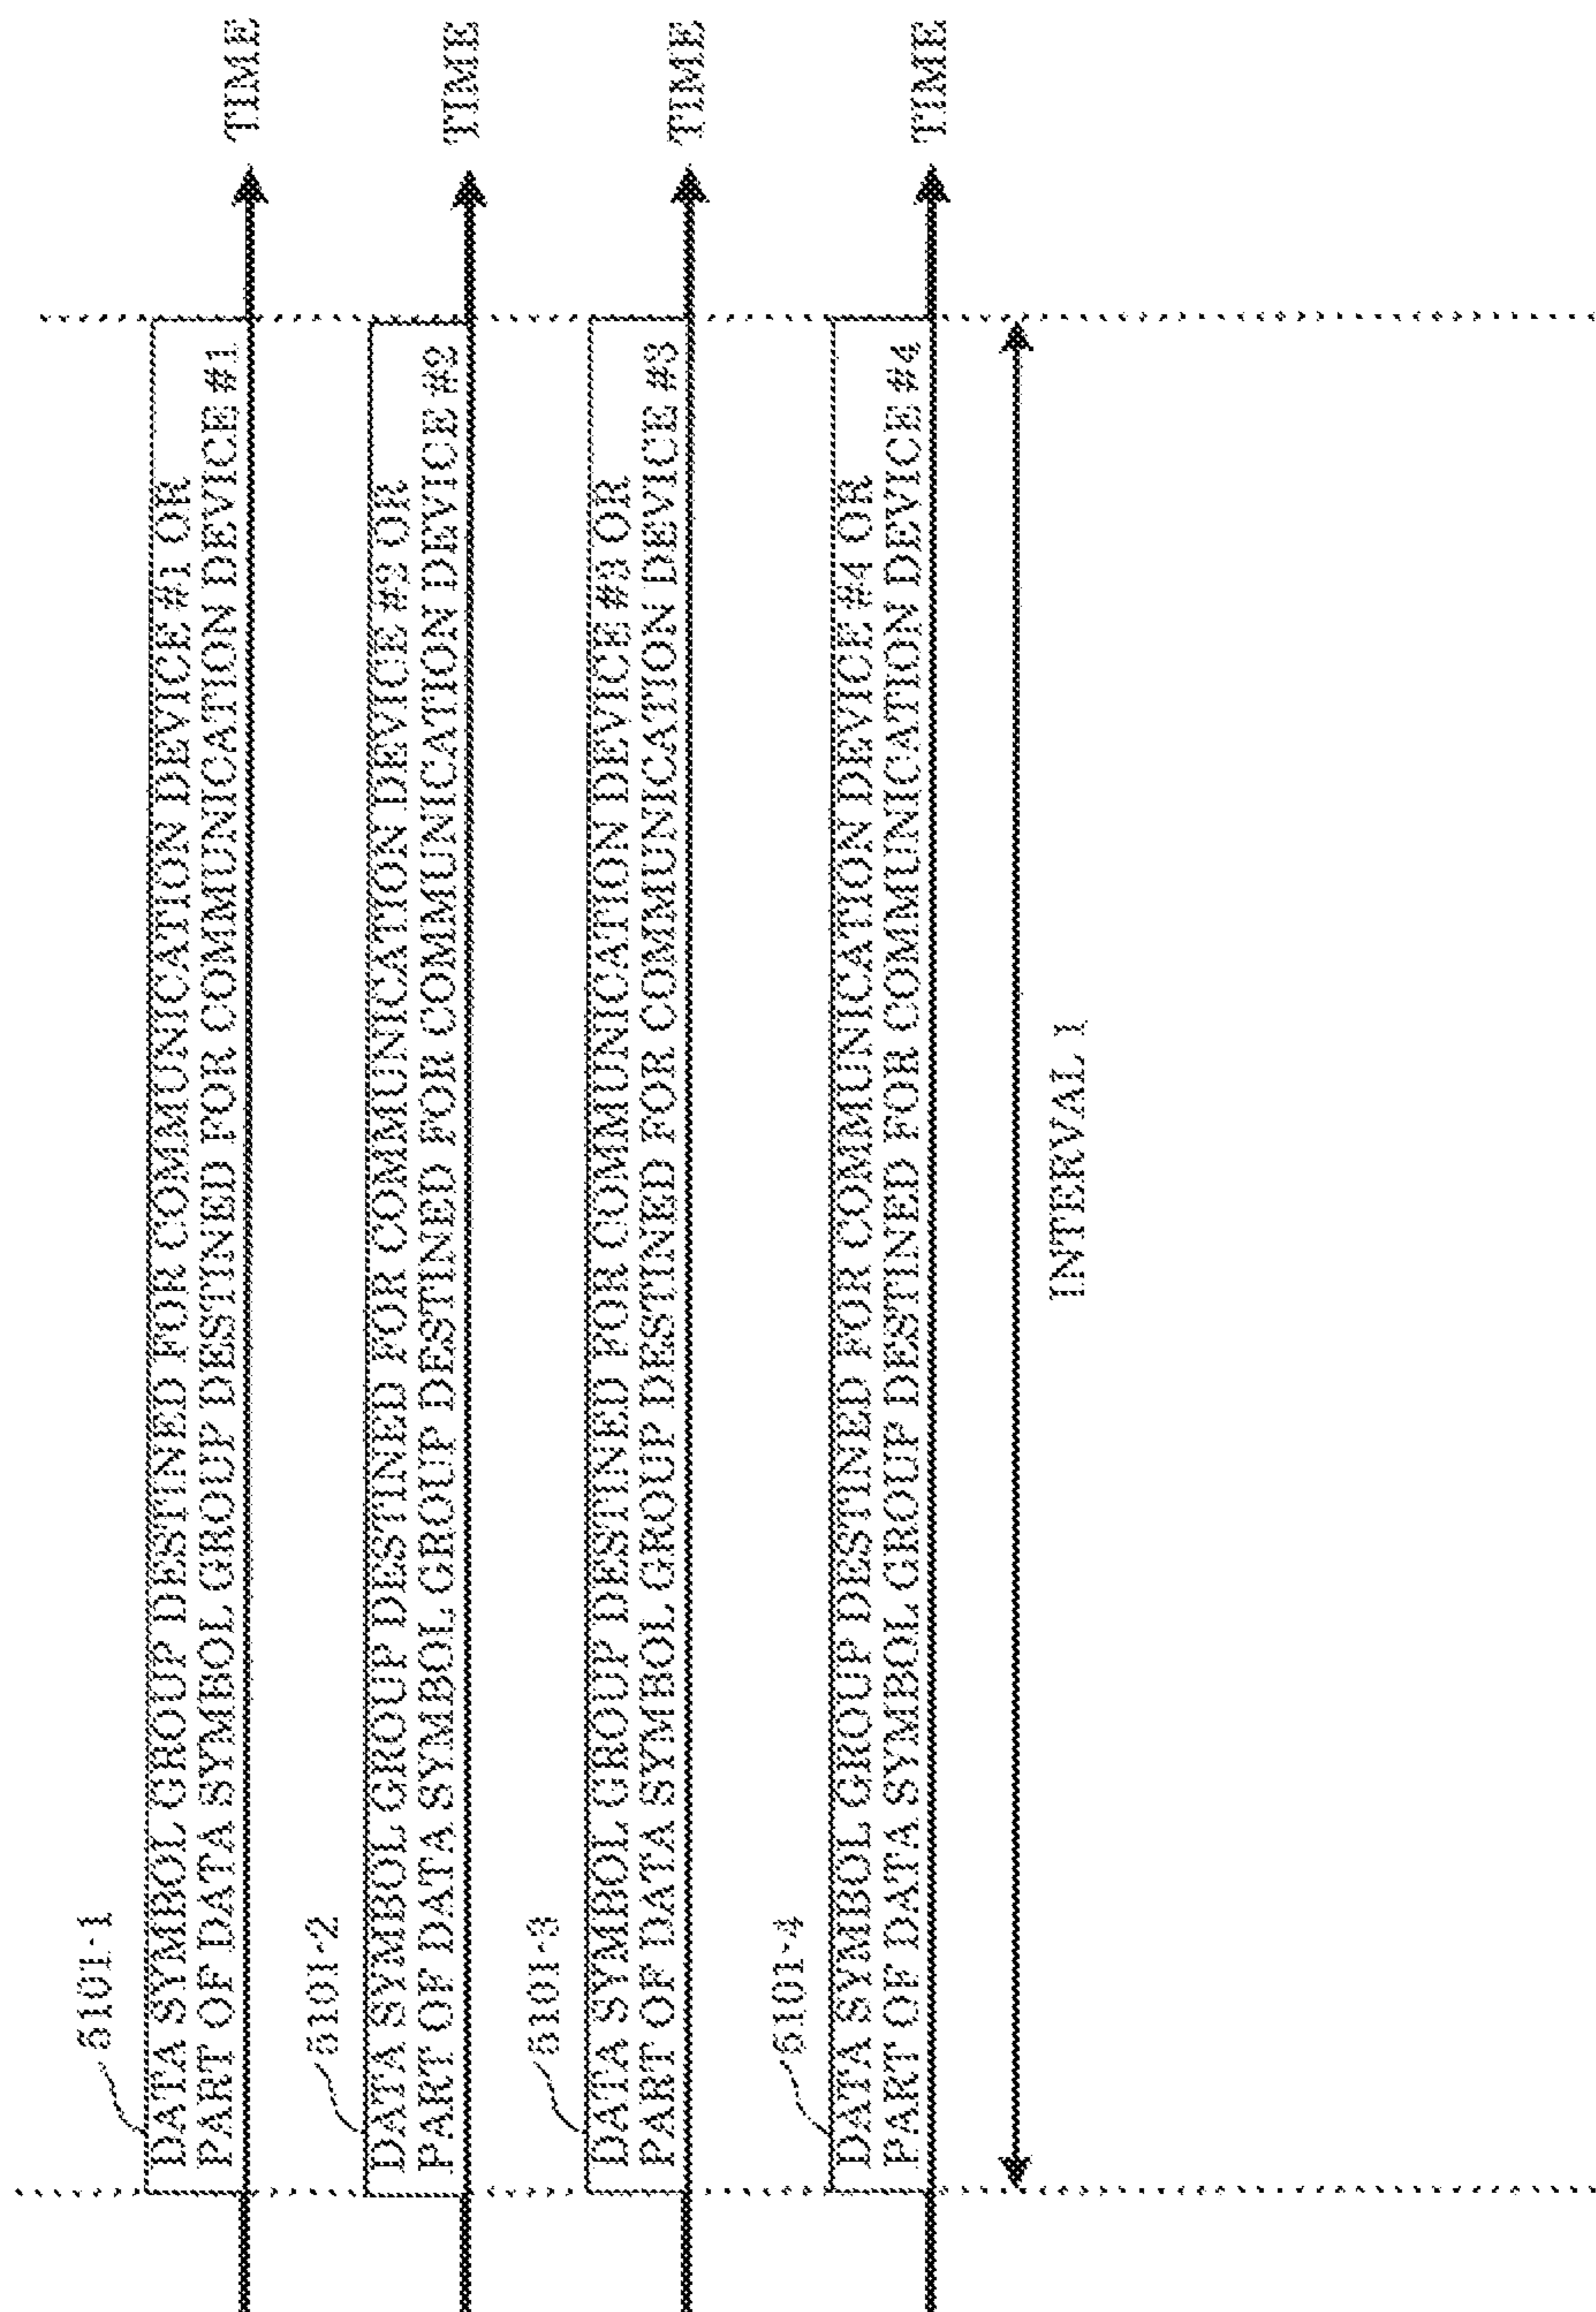 5101-1
DATA SYMBOL GROUP DESTINED FOR COMMUNICATION DEVICE #1 OR
PART OF DATA SYMBOL GROUP DESTINED FOR COMMUNICATION DEVICE #1
TIME
5101-2
DATA SYMBOL GROUP DESTINED FOR COMMUNICATION DEVICE #2 OR
PART OF DATA SYMBOL GROUP DESTINED FOR COMMUNICATION DEVICE #2
TIME
5101-3
DATA SYMBOL GROUP DESTINED FOR COMMUNICATION DEVICE #3 OR
PART OF DATA SYMBOL GROUP DESTINED FOR COMMUNICATION DEVICE #3
TIME
5101-4
DATA SYMBOL GROUP DESTINED FOR COMMUNICATION DEVICE #4 OR
PART OF DATA SYMBOL GROUP DESTINED FOR COMMUNICATION DEVICE #4
TIME
INTERVAL 1